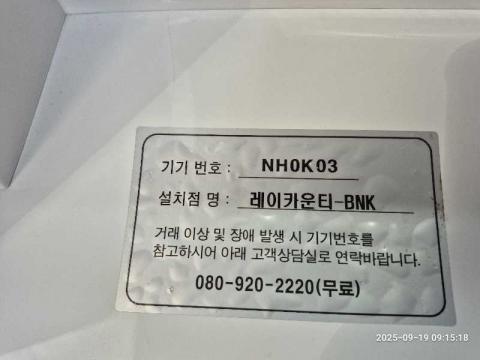 기기 번호 : NH0K03
설치점 명 : 레이카운티-BNK
거래 이상 및 장애 발생 시 기기번호를
참고하시어 아래 고객상담실로 연락바랍니다.
080-920-2220(무료)
2025-09-19 09:15:18